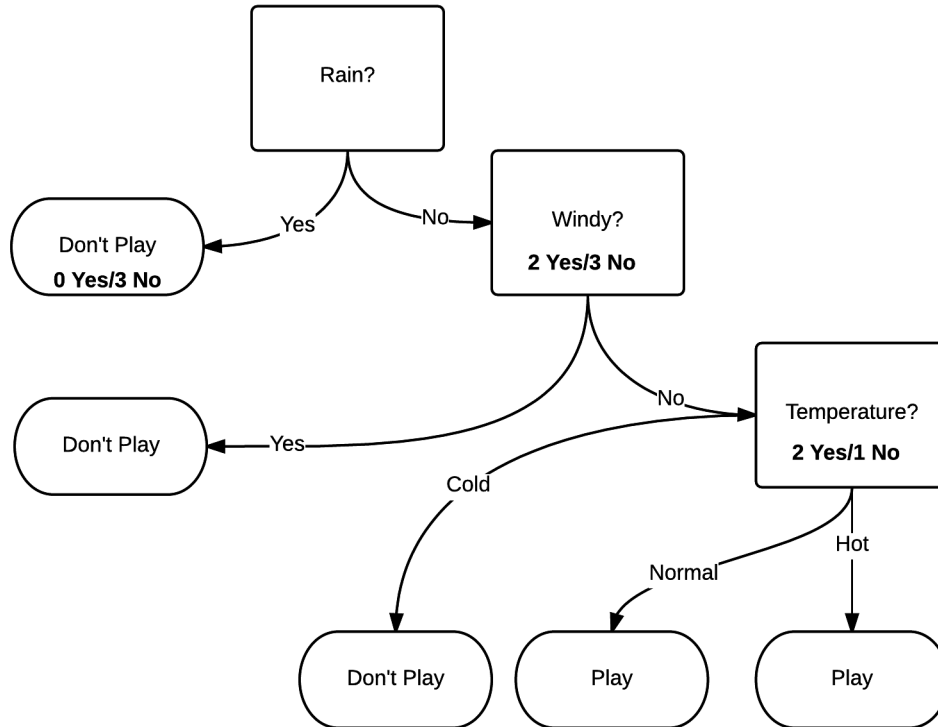 Rain?
Yes
No
Windy?
2 Yes/3 No
Don't Play
0 Yes/3 No
No
Temperature?
2 Yes/1 No
Don't Play
Yes
Cold
Hot
Normal
Don't Play
Play
Play